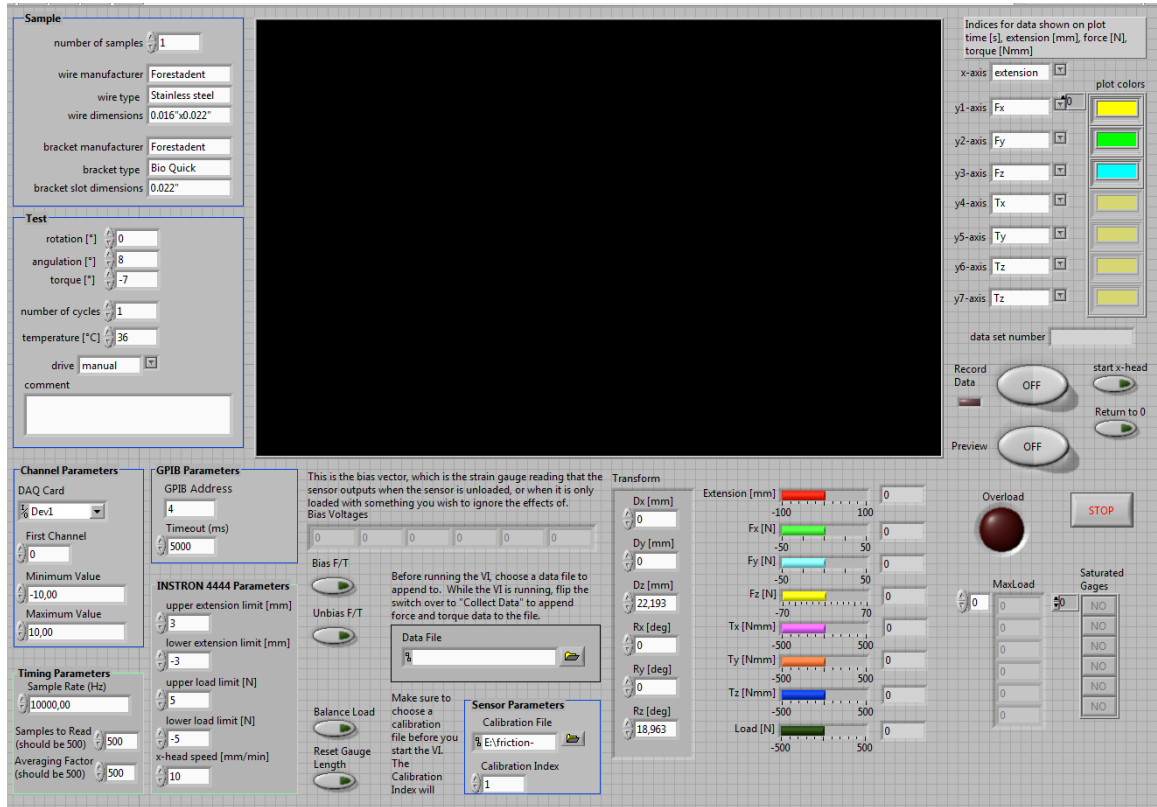 Sample
number of samples 1
wire manufacturer Forestadent
wire type Stainless steel
wire dimensions 0.016"x0.022"
bracket manufacturer Forestadent
bracket type Bio Quick
bracket slot dimensions 0.022"
Test
rotation [°] 0
angulation [°] 8
torque [°] -7
number of cycles 1
temperature [°C] 36
drive manual
comment
Indices for data shown on plot
time [s], extension [mm], force [N],
torque [Nmm]
x-axis extension
plot colors
0
y1-axis Fx
y2-axis Fy
y3-axis Fz
y4-axis Tx
y5-axis Ty
y6-axis Tz
y7-axis Tz
data set number
Record
Data
OFF
start x-head
Return to 0
Preview
OFF
Channel Parameters
DAQ Card
Dev1
First Channel
0
Minimum Value
-10,00
Maximum Value
10,00
Timing Parameters
Sample Rate (Hz)
10000,00
Samples to Read
(should be 500) 500
Averaging Factor
(should be 500) 500
GPIB Parameters
GPIB Address
4
Timeout (ms)
5000
INSTRON 4444 Parameters
upper extension limit [mm]
3
lower extension limit [mm]
-3
upper load limit [N]
5
lower load limit [N]
-5
x-head speed [mm/min]
10
This is the bias vector, which is the strain gauge reading that the
sensor outputs when the sensor is unloaded, or when it is only
loaded with something you wish to ignore the effects of.
Bias Voltages
0 0 0 0 0 0
Bias F/T
Unbias F/T
Before running the VI, choose a data file to
append to. While the VI is running, flip the
switch over to "Collect Data" to append
force and torque data to the file.
Data File
Balance Load
Reset Gauge
Length
Make sure to
choose a
calibration
file before you
start the VI.
The
Calibration
Index will
Sensor Parameters
Calibration File
E:\friction-
Calibration Index
1
Transform
Dx [mm]
0
Dy [mm]
0
Dz [mm]
22,193
Rx [deg]
0
Ry [deg]
0
Rz [deg]
18,963
Extension [mm] 0
-100 100
Fx [N] 0
-50 50
Fy [N] 0
-50 50
Fz [N] 0
-70 70
Tx [Nmm] 0
-500 500
Ty [Nmm] 0
-500 500
Tz [Nmm] 0
-500 500
Load [N] 0
-500 500
Overload
STOP
MaxLoad
0
0
0
0
0
0
0
Saturated
Gages
0
NO
NO
NO
NO
NO
NO